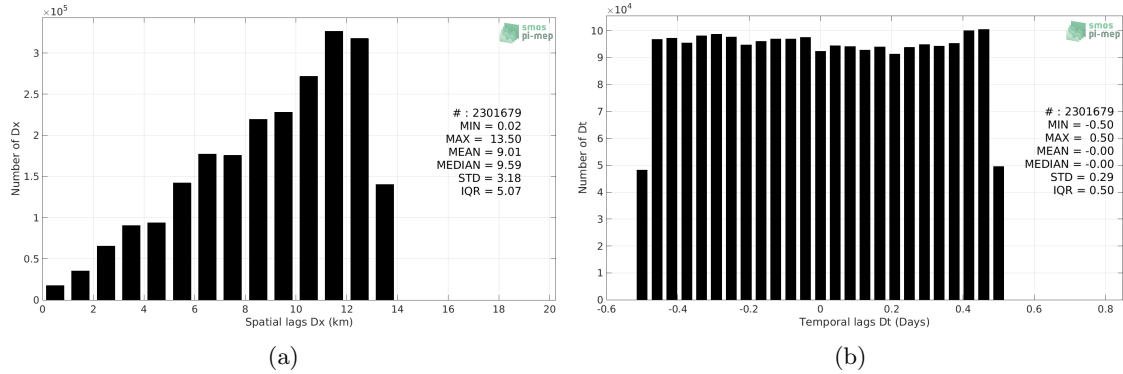 ×10^5
3
2.5
2
1.5
1
0.5
0
Number of Dx
0 2 4 6 8 10 12 14 16 18 20
Spatial lags Dx (km)
smos
pi-mep
# : 2301679
MIN = 0.02
MAX = 13.50
MEAN = 9.01
MEDIAN = 9.59
STD = 3.18
IQR = 5.07
(a)
×10^4
10
9
8
7
6
5
4
3
2
1
0
Number of Dt
-0.6 -0.4 -0.2 0 0.2 0.4 0.6 0.8
Temporal lags Dt (Days)
smos
pi-mep
# : 2301679
MIN = -0.50
MAX = 0.50
MEAN = -0.00
MEDIAN = -0.00
STD = 0.29
IQR = 0.50
(b)